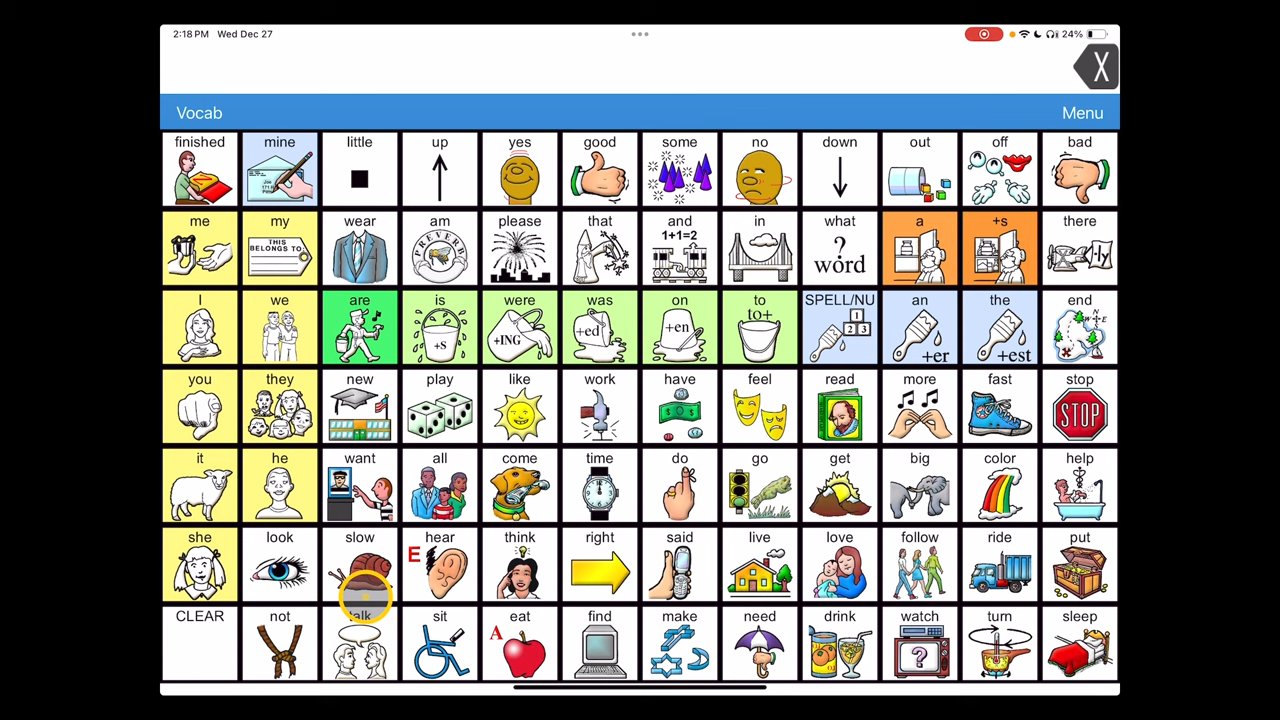 2:18 PM Wed Dec 27 24%
X
Vocab Menu
finished mine little up yes good some no down out off bad
me my wear am please that and in what a +s there
THIS BELONGS TO: PREVERB 1+1=2 ? word -ly
I we are is were was on to SPELL/NU an the end
+s +ING +ed +en to+ 1 2 3 +er +est N W E X
you they new play like work have feel read more fast stop
STOP
it he want all come time do go get big color help
she look slow hear think right said live love follow ride put
E
CLEAR not talk sit eat find make need drink watch turn sleep
A ?